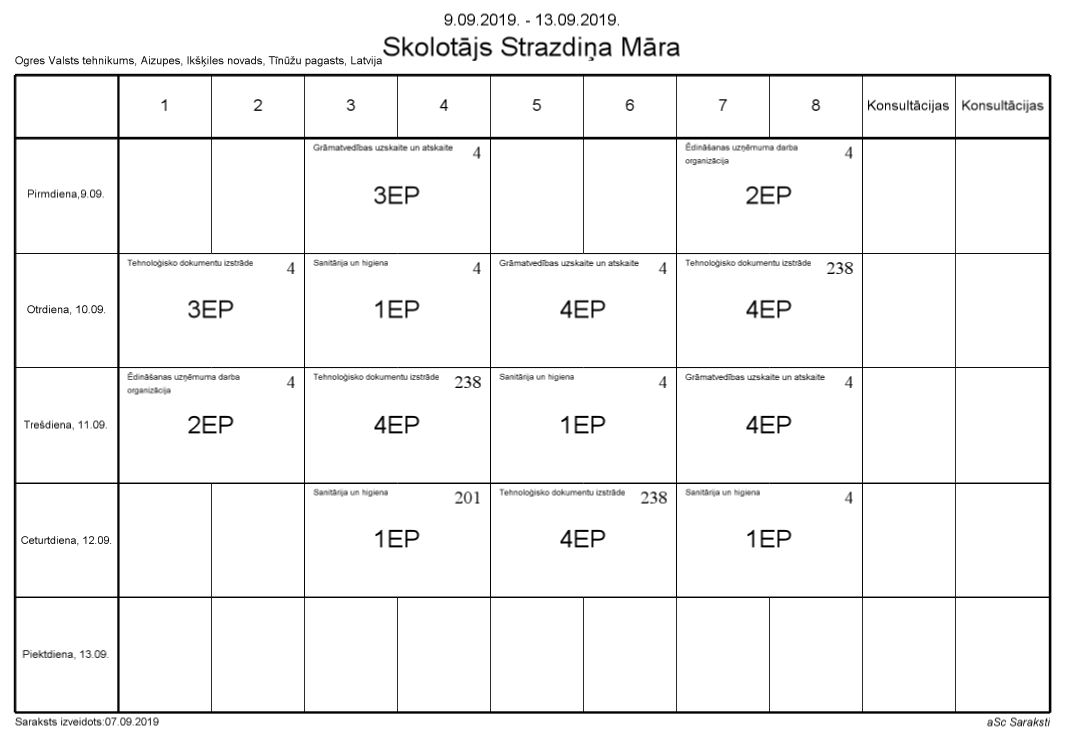 9.09.2019. - 13.09.2019.
Skolotājs Strazdiņa Māra
Ogres Valsts tehnikums, Aizupes, Ikšķiles novads, Tīnūžu pagasts, Latvija
1 2 3 4 5 6 7 8 Konsultācijas Konsultācijas
Pirmdiena,9.09.
Grāmatvedības uzskaite un atskaite 4
3EP
Ēdināšanas uzņēmuma darba 4
organizācija
2EP
Otrdiena, 10.09.
Tehnoloģisko dokumentu izstrāde 4
3EP
Sanitārija un higiena 4
1EP
Grāmatvedības uzskaite un atskaite 4
4EP
Tehnoloģisko dokumentu izstrāde 238
4EP
Trešdiena, 11.09.
Ēdināšanas uzņēmuma darba 4
organizācija
2EP
Tehnoloģisko dokumentu izstrāde 238
4EP
Sanitārija un higiena 4
1EP
Grāmatvedības uzskaite un atskaite 4
4EP
Ceturtdiena, 12.09.
Sanitārija un higiena 201
1EP
Tehnoloģisko dokumentu izstrāde 238
4EP
Sanitārija un higiena 4
1EP
Piektdiena, 13.09.
Saraksts izveidots:07.09.2019
aSc Saraksti